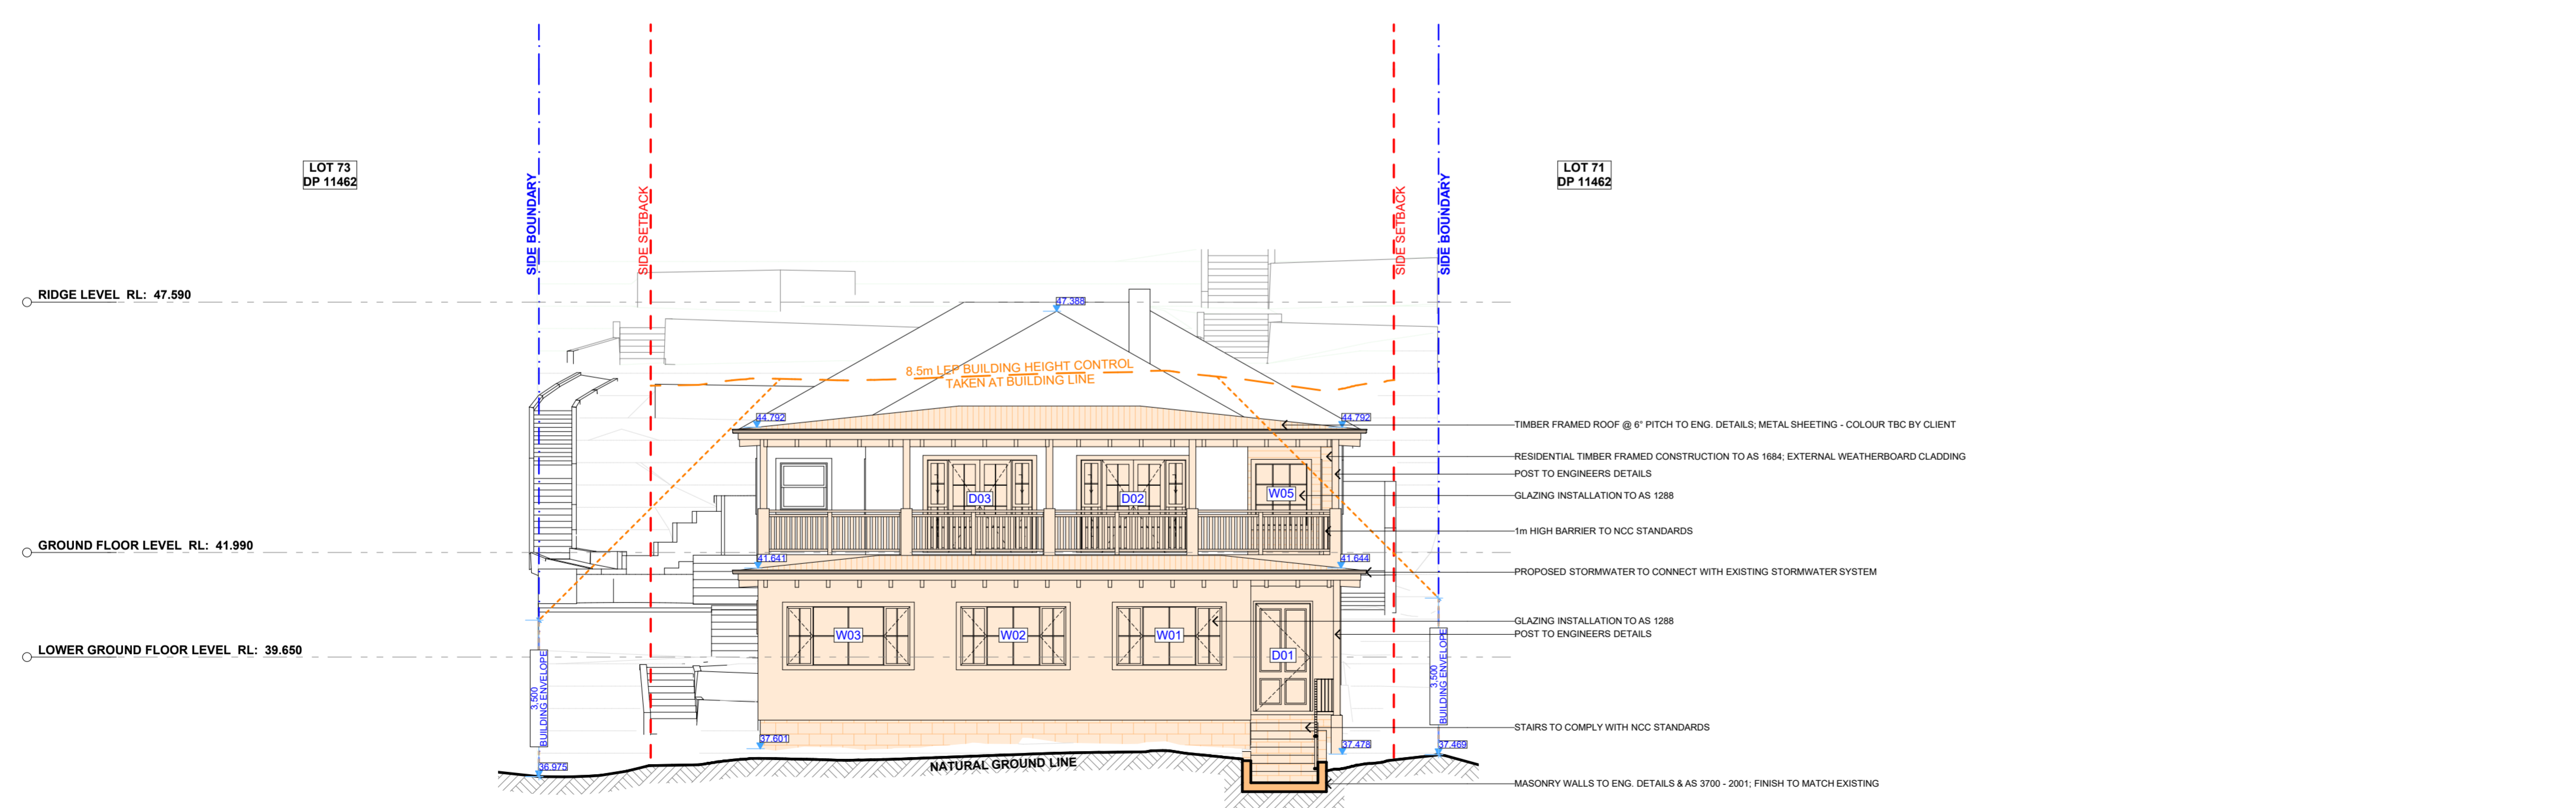 LOT 73
DP 11462
LOT 71
DP 11462
SIDE BOUNDARY
SIDE SETBACK
SIDE SETBACK
SIDE BOUNDARY
RIDGE LEVEL RL: 47.590
47.388
8.5m LEP BUILDING HEIGHT CONTROL
TAKEN AT BUILDING LINE
44.792
44.792
TIMBER FRAMED ROOF @ 6° PITCH TO ENG. DETAILS; METAL SHEETING - COLOUR TBC BY CLIENT
RESIDENTIAL TIMBER FRAMED CONSTRUCTION TO AS 1684; EXTERNAL WEATHERBOARD CLADDING
POST TO ENGINEERS DETAILS
D03
D02
W05
GLAZING INSTALLATION TO AS 1288
1m HIGH BARRIER TO NCC STANDARDS
GROUND FLOOR LEVEL RL: 41.990
41.641
41.644
PROPOSED STORMWATER TO CONNECT WITH EXISTING STORMWATER SYSTEM
GLAZING INSTALLATION TO AS 1288
POST TO ENGINEERS DETAILS
W03
W02
W01
D01
LOWER GROUND FLOOR LEVEL RL: 39.650
3.500
BUILDING ENVELOPE
3.500
BUILDING ENVELOPE
STAIRS TO COMPLY WITH NCC STANDARDS
37.601
37.478
37.469
36.975
NATURAL GROUND LINE
MASONRY WALLS TO ENG. DETAILS & AS 3700 - 2001; FINISH TO MATCH EXISTING